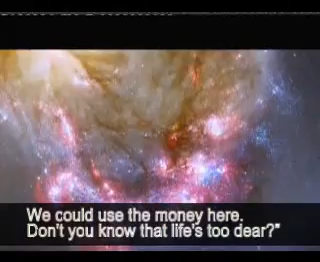 We could use the money here.
Don't you know that life's too dear?"